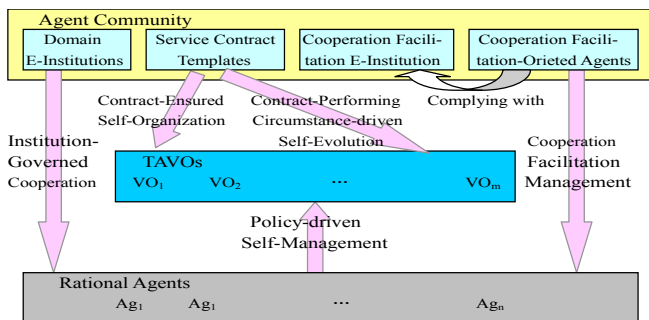 Agent Community
Domain
E-Institutions
Service Contract
Templates
Cooperation Facili-
tation E-Institution
Cooperation Facili-
tation-Orieted Agents
Contract-Ensured
Self-Organization
Contract-Performing
Circumstance-driven
Self-Evolution
Complying with
Institution-
Governed
Cooperation
Cooperation
Facilitation
Management
TAVOs
VO1 VO2 ... VOm
Policy-driven
Self-Management
Rational Agents
Ag1 Ag1 ... Agn